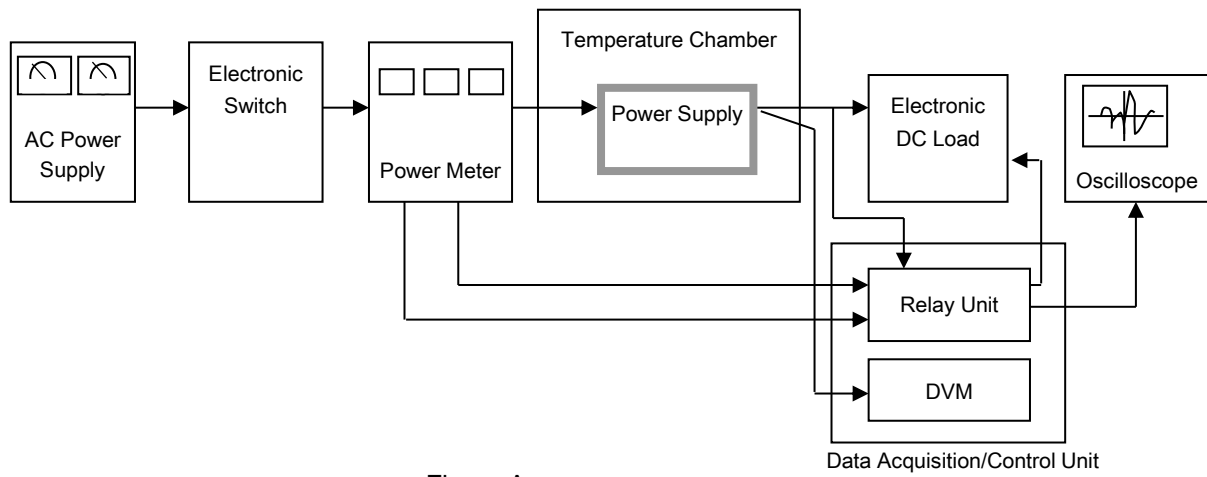 Temperature Chamber
Electronic
Switch
Power Supply
Electronic
DC Load
AC Power
Supply
Power Meter
Oscilloscope
Relay Unit
DVM
Data Acquisition/Control Unit